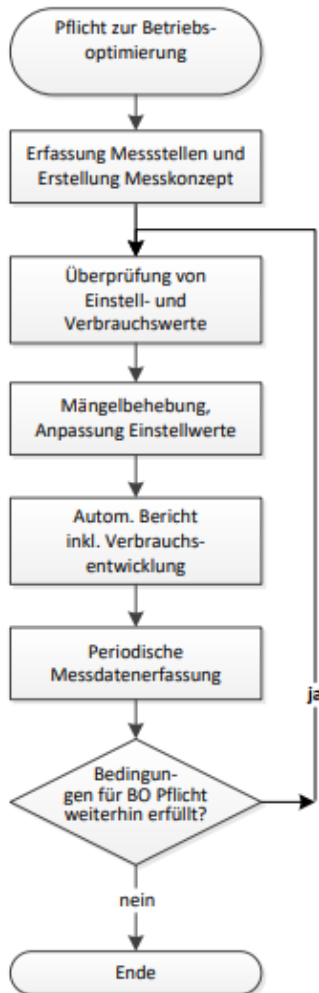 Pflicht zur Betriebs-
optimierung
Erfassung Messstellen und
Erstellung Messkonzept
Überprüfung von
Einstell- und
Verbrauchswerte
Mängelbehebung,
Anpassung Einstellwerte
Autom. Bericht
inkl. Verbrauchs-
entwicklung
Periodische
Messdatenerfassung
ja
Bedingun-
gen für BO Pflicht
weiterhin erfüllt?
nein
Ende